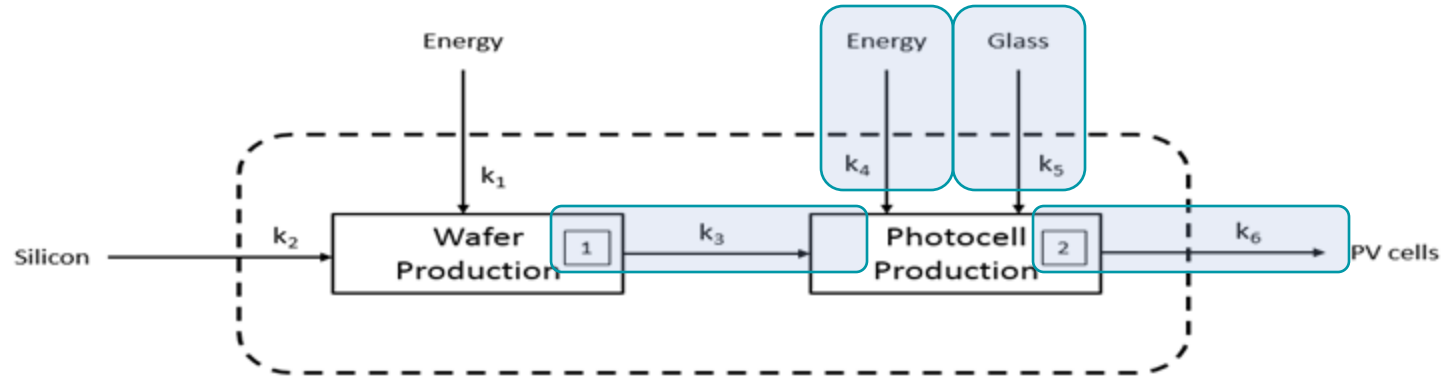 Energy
Energy
Glass
k₁
k₄
k₅
Silicon
k₂
Wafer
Production
1
k₃
Photocell
Production
2
k₆
PV cells